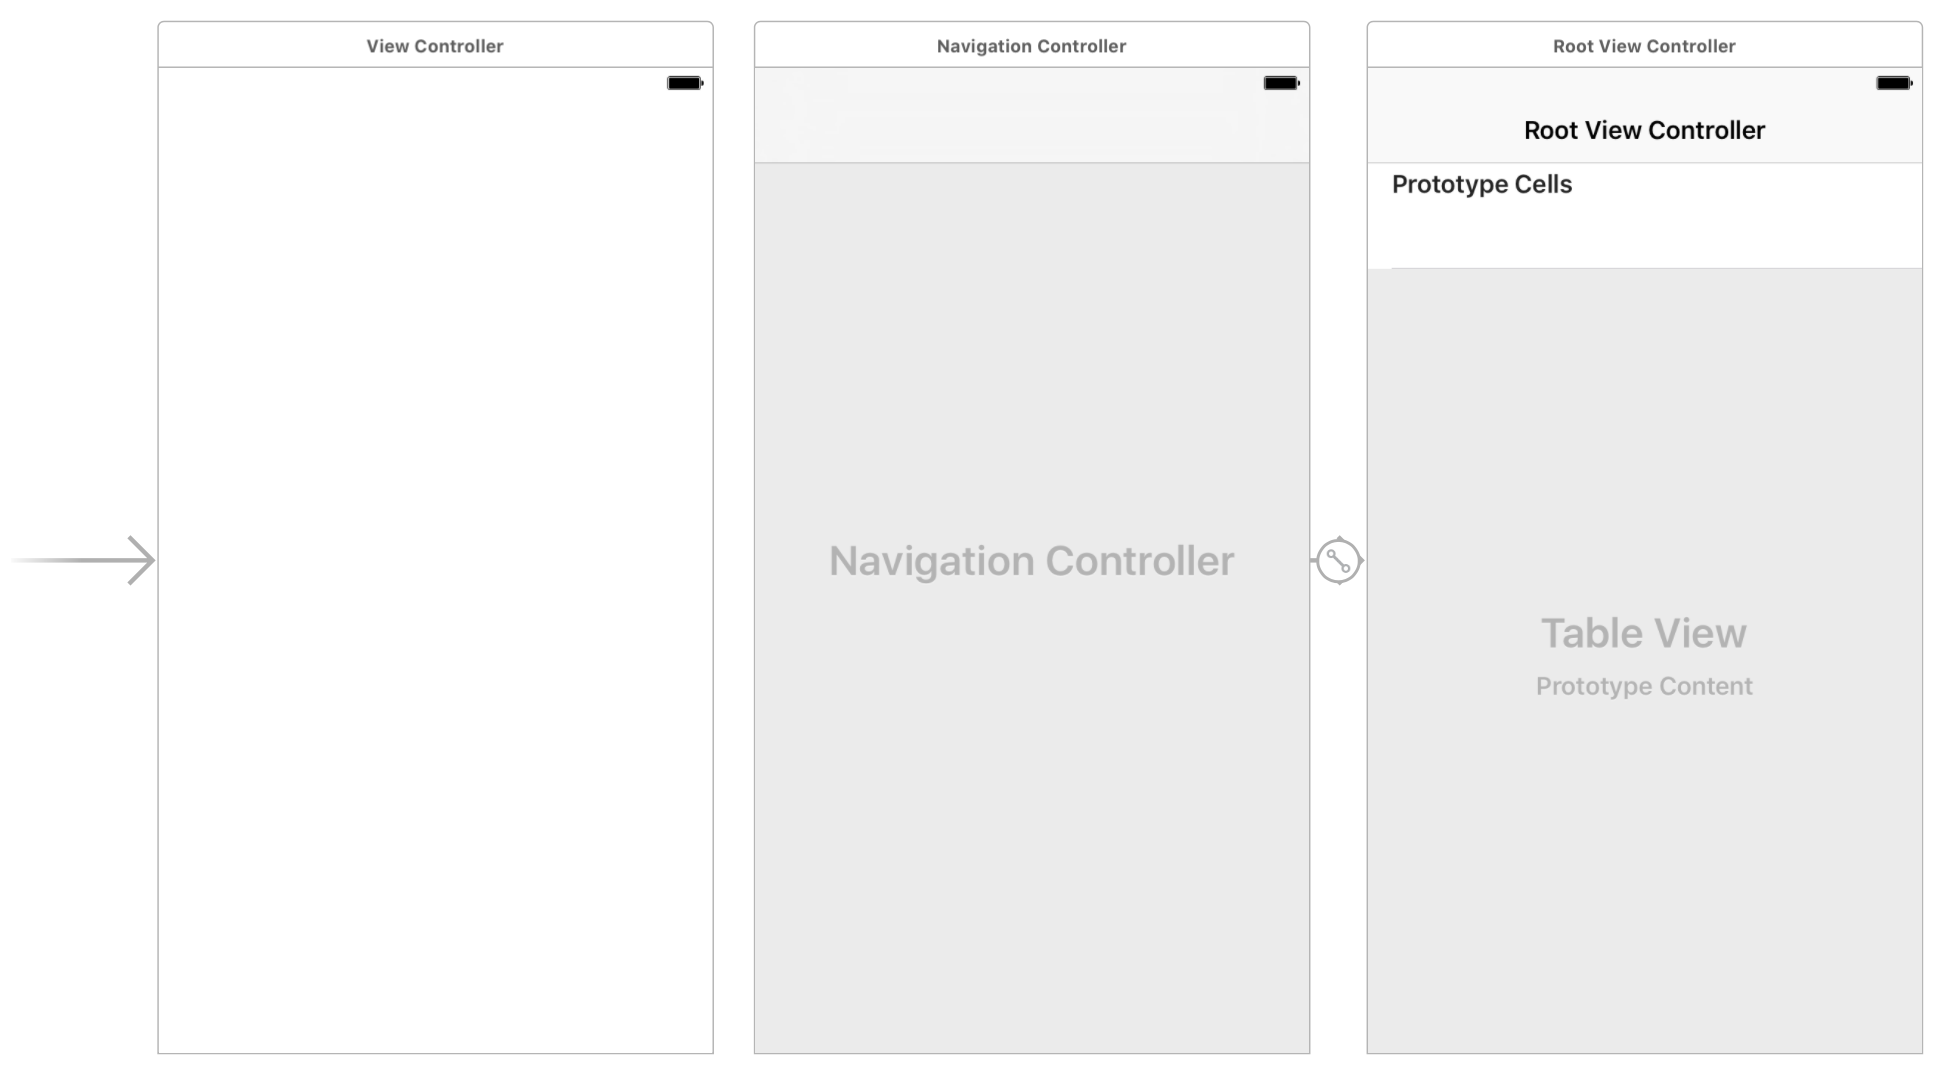 View Controller
Navigation Controller
Navigation Controller
Root View Controller
Root View Controller
Prototype Cells
Table View
Prototype Content